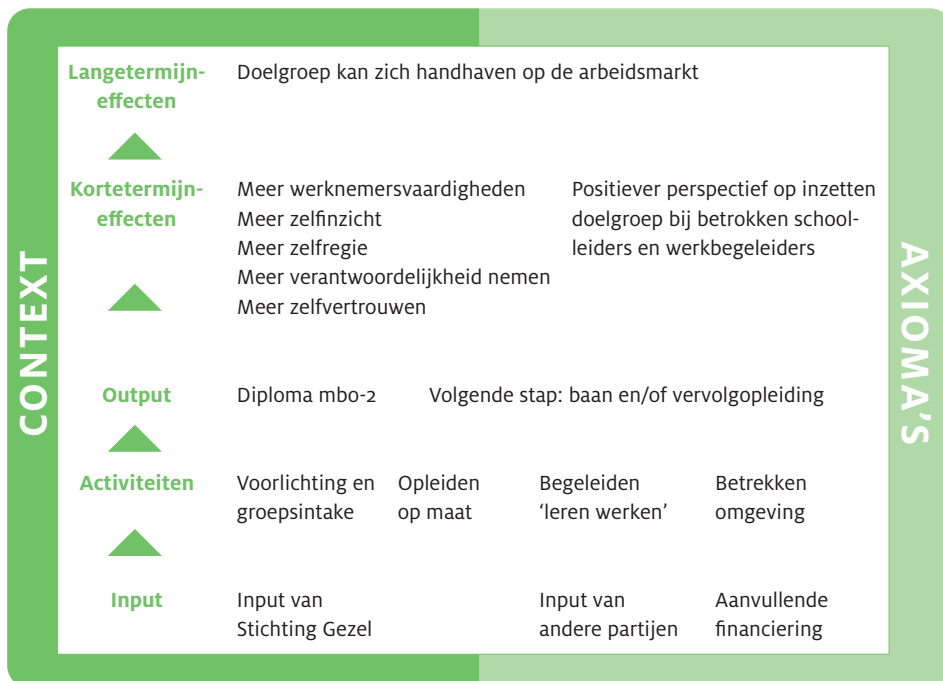 CONTEXT
AXIOMA'S
Langetermijn-
effecten
Doelgroep kan zich handhaven op de arbeidsmarkt
Kortetermijn-
effecten
Meer werknemersvaardigheden
Meer zelfinzicht
Meer zelfregie
Meer verantwoordelijkheid nemen
Meer zelfvertrouwen
Positiever perspectief op inzetten
doelgroep bij betrokken school-
leiders en werkbegeleiders
Output
Diploma mbo-2
Volgende stap: baan en/of vervolgopleiding
Activiteiten
Voorlichting en
groepsintake
Opleiden
op maat
Begeleiden
‘leren werken’
Betrekken
omgeving
Input
Input van
Stichting Gezel
Input van
andere partijen
Aanvullende
financiering